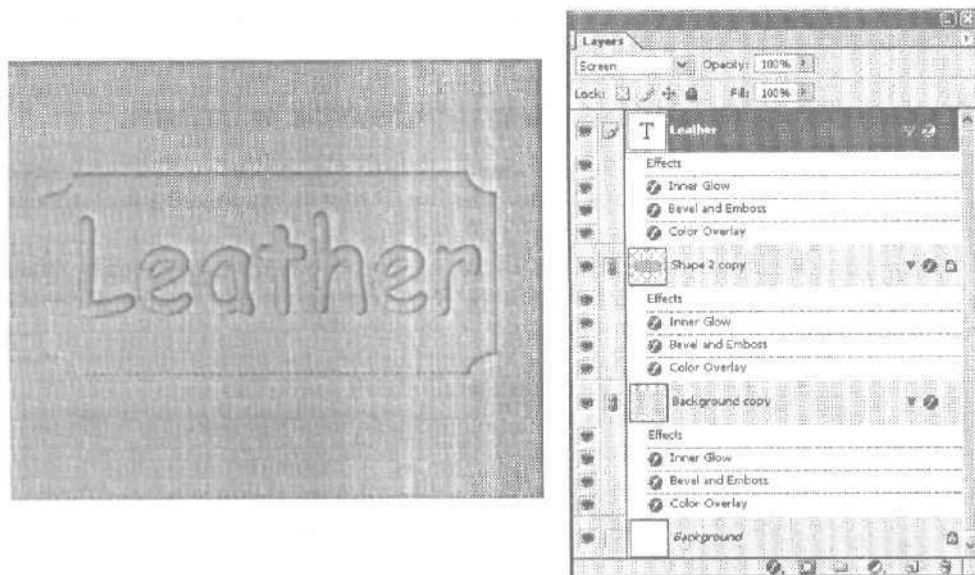 Leather
Layers
Screen Opacity: 100%
Lock: Fill: 100%
T Leather
Effects
Inner Glow
Bevel and Emboss
Color Overlay
Shape 2 copy
Effects
Inner Glow
Bevel and Emboss
Color Overlay
Background copy
Effects
Inner Glow
Bevel and Emboss
Color Overlay
Background